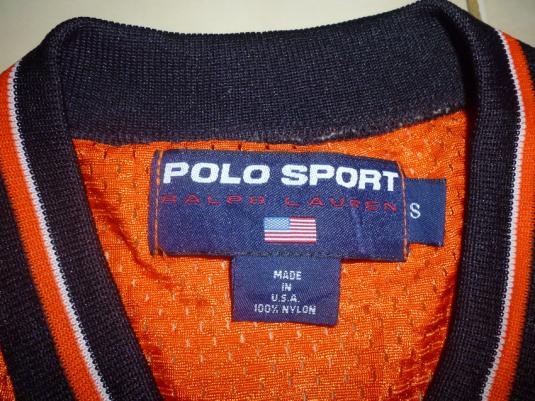 POLO SPORT
RALPH LAUREN
S
MADE
IN
U.S.A.
100% NYLON